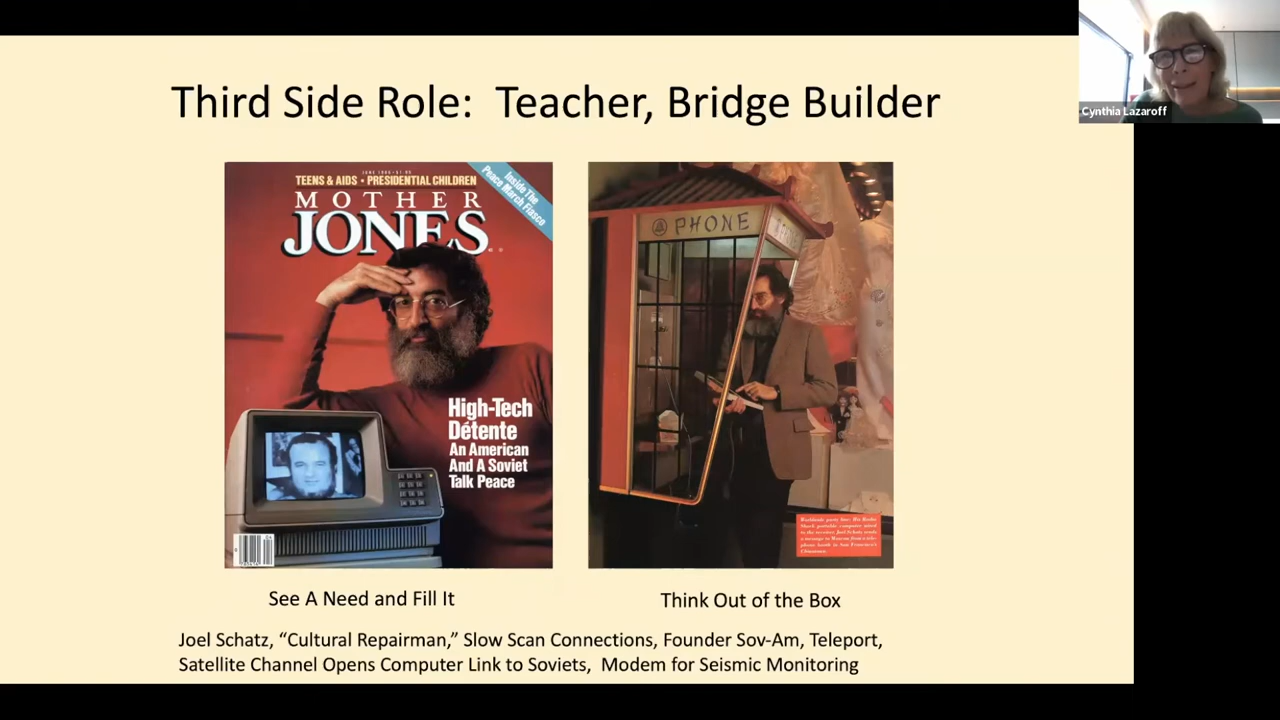 Third Side Role: Teacher, Bridge Builder
Cynthia Lazaroff
TEENS & AIDS • PRESIDENTIAL CHILDREN
Inside The
Peace March Fiasco
MOTHER
JONES
High-Tech
Détente
An American
And A Soviet
Talk Peace
PHONE
See A Need and Fill It
Think Out of the Box
Joel Schatz, “Cultural Repairman,” Slow Scan Connections, Founder Sov-Am, Teleport,
Satellite Channel Opens Computer Link to Soviets, Modem for Seismic Monitoring